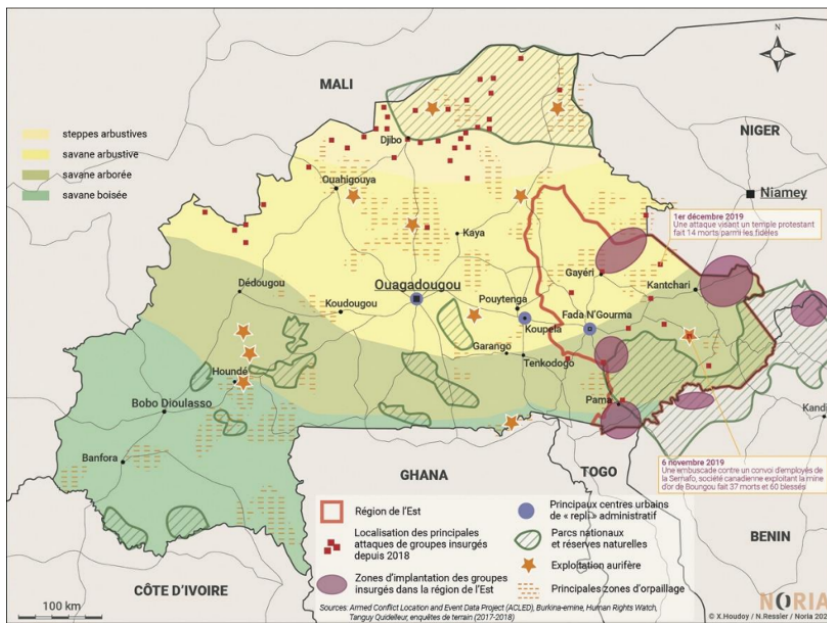 N
MALI
NIGER
steppes arbustives
savane arbustive
savane arborée
savane boisée
Djibo
Ouahigouya
Niamey
1er décembre 2019
Une attaque visant un temple protestant
fait 14 morts parmi les fidèles
Kaya
Gayéri
Ouagadougou
Kantchari
Dédougou
Koudougou
Pouytenga
Fada N'Gourma
Koupela
Garango
Tenkodogo
Houndé
Pama
Bobo Dioulasso
Kandi
Banfora
6 novembre 2019
Une embuscade contre un convoi d'employés de
la Semafo, société canadienne exploitant la mine
d'or de Boungou fait 37 morts et 60 blessés
GHANA
TOGO
BENIN
CÔTE D'IVOIRE
Région de l'Est
Localisation des principales
attaques de groupes insurgés
depuis 2018
Zones d'implantation des groupes
insurgés dans la région de l'Est
Principaux centres urbains
de « repli » administratif
Parcs nationaux
et réserves naturelles
Exploitation aurifère
Principales zones d'orpaillage
100 km
Sources: Armed Conflict Location and Event Data Project (ACLED), Burkina-emine, Human Rights Watch,
Tanguy Quidelleur, enquêtes de terrain (2017-2018)
NORIA
© X.Houdoy / N.Ressler / Noria 202